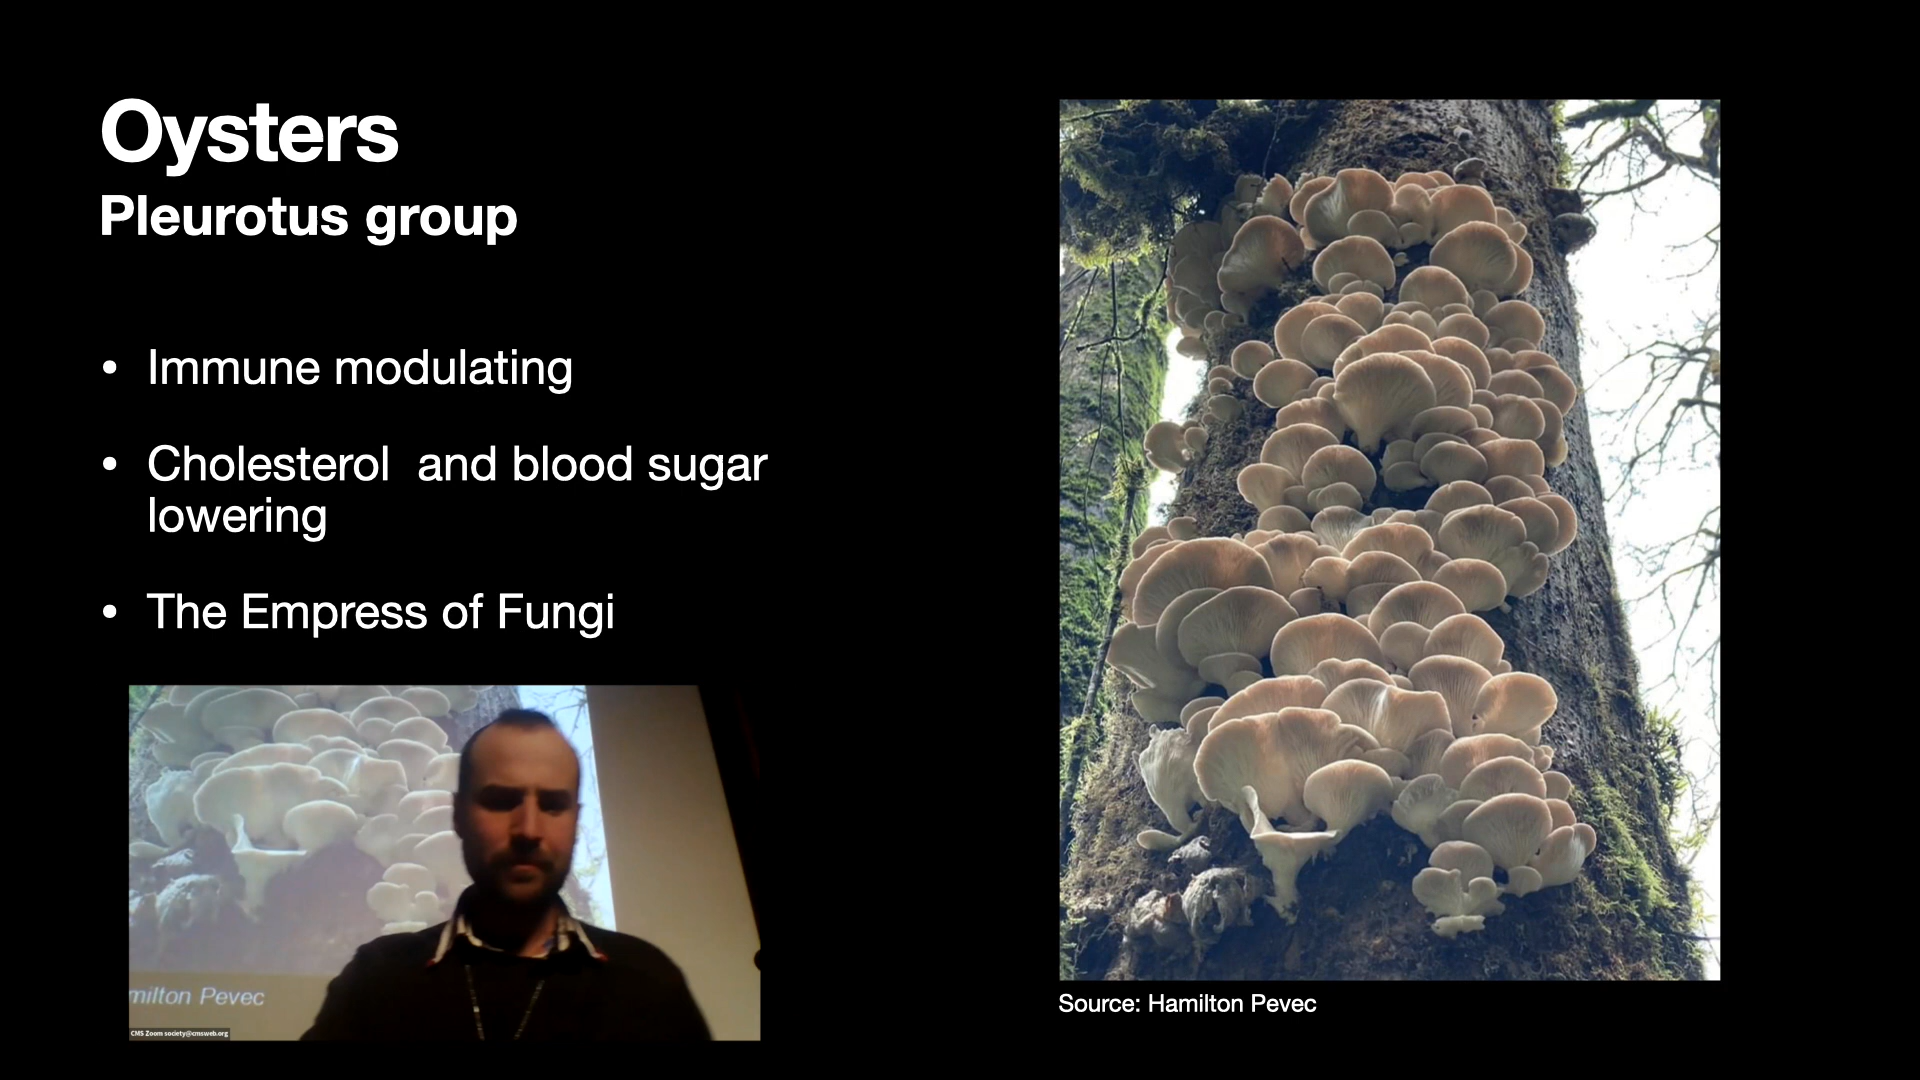 Oysters
Pleurotus group
• Immune modulating
• Cholesterol  and blood sugar
lowering
• The Empress of Fungi
milton Pevec
CMS Zoom society@cmsweb.org
Source: Hamilton Pevec